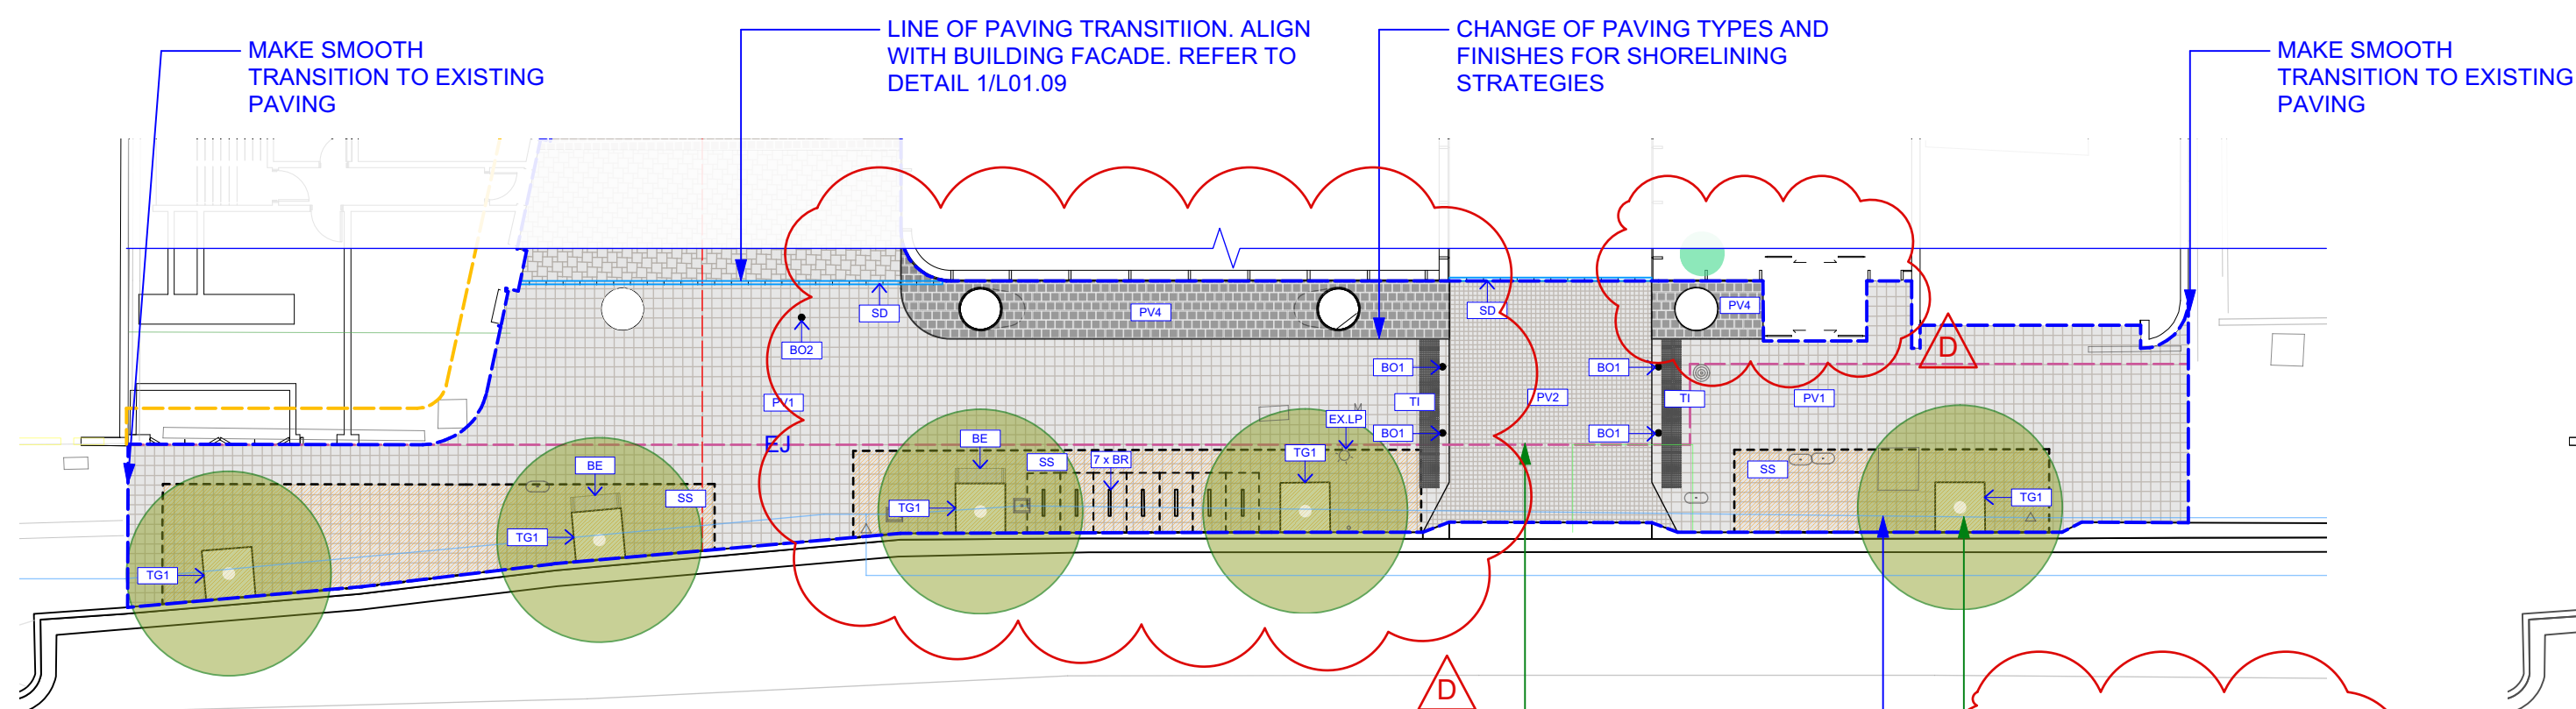 MAKE SMOOTH
TRANSITION TO EXISTING
PAVING
LINE OF PAVING TRANSITIION. ALIGN
WITH BUILDING FACADE. REFER TO
DETAIL 1/L01.09
CHANGE OF PAVING TYPES AND
FINISHES FOR SHORELINING
STRATEGIES
MAKE SMOOTH
TRANSITION TO EXISTING
PAVING
SD
PV4
SD
PV4
BO2
D
BO1
BO1
PV1
TI
PV2
TI
PV1
EX.LP
M
EJ
BE
BO1
BO1
BE
SS
7 x BR
TG1
SS
SS
TG1
TG1
TG1
TG1
D